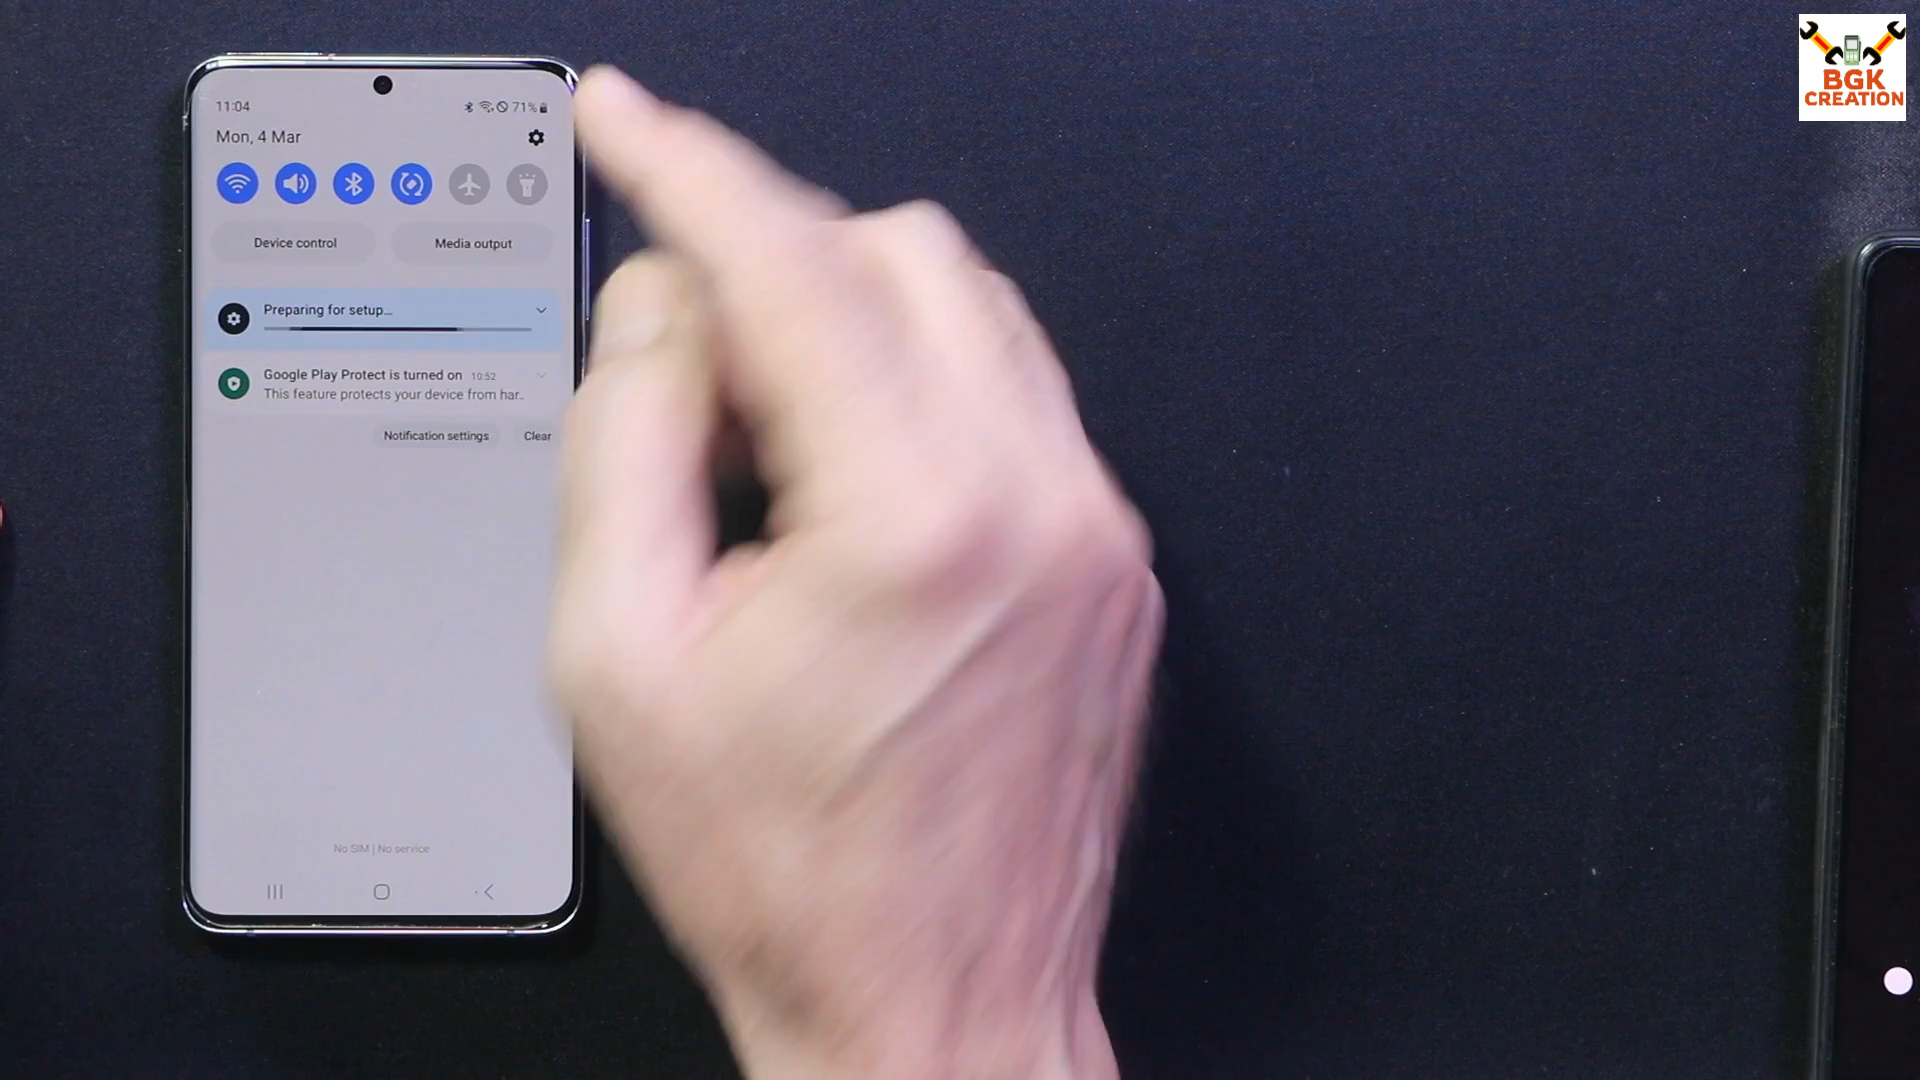 BGK
CREATION
11:04
71%
Mon, 4 Mar
Device control
Media output
Preparing for setup...
Google Play Protect is turned on 10:52
This feature protects your device from har..
Notification settings
Clear
No SIM | No service